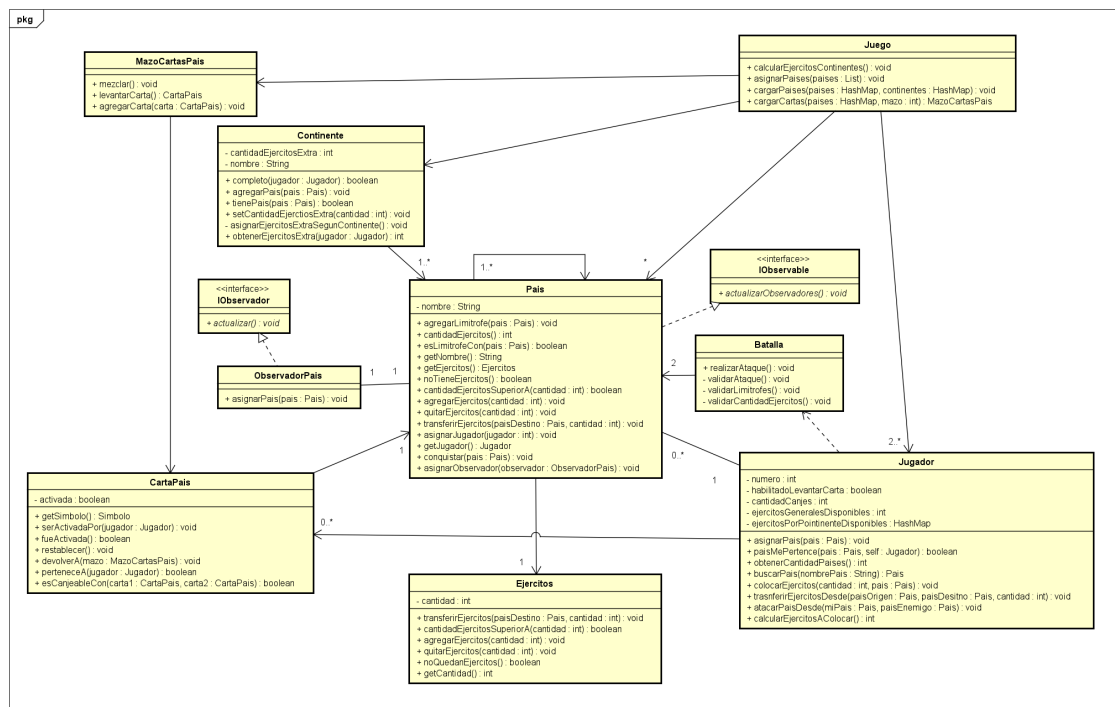 pkg
MazoCartasPais
+ mezclar() : void
+ levantarCarta() : CartaPais
+ agregarCarta(carta : CartaPais) : void
Juego
+ calcularEjercitosContinentes() : void
+ asignarPaises(paises : List) : void
+ cargarPaises(paises : HashMap, continentes : HashMap) : void
+ cargarCartas(paises : HashMap, mazo : int) : MazoCartasPais
Continente
- cantidadEjercitosExtra : int
- nombre : String
+ completo(jugador : Jugador) : boolean
+ agregarPais(pais : Pais) : void
+ tienePais(pais : Pais) : boolean
+ setCantidadEjerctiosExtra(cantidad : int) : void
- asignarEjercitosExtraSegunContinente() : void
+ obtenerEjercitosExtra(jugador : Jugador) : int
1..*
1..*
*
<<interface>>
IObservable
+ actualizarObservadores() : void
<<interface>>
IObservador
+ actualizar() : void
Pais
- nombre : String
+ agregarLimitrofe(pais : Pais) : void
+ cantidadEjercitos() : int
+ esLimitrofeCon(pais : Pais) : boolean
+ getNombre() : String
+ getEjercitos() : Ejercitos
+ noTieneEjercitos() : boolean
+ cantidadEjercitosSuperiorA(cantidad : int) : boolean
+ agregarEjercitos(cantidad : int) : void
+ quitarEjercitos(cantidad : int) : void
+ transferirEjercitos(paisDestino : Pais, cantidad : int) : void
+ asignarJugador(jugador : int) : void
+ getJugador() : Jugador
+ conquistar(pais : Pais) : void
+ asignarObservador(observador : ObservadorPais) : void
Batalla
+ realizarAtaque() : void
- validarAtaque() : void
- validarLimitrofes() : void
- validarCantidadEjercitos() : void
2
ObservadorPais
+ asignarPais(pais : Pais) : void
1
1
1
0..*
1
2..*
CartaPais
- activada : boolean
+ getSimbolo() : Simbolo
+ serActivadaPor(jugador : Jugador) : void
+ fueActivada() : boolean
+ restablecer() : void
+ devolverA(mazo : MazoCartasPais) : void
+ perteneceA(jugador : Jugador) : boolean
+ esCanjeableCon(carta1 : CartaPais, carta2 : CartaPais) : boolean
0..*
Jugador
- numero : int
- habilitadoLevantarCarta : boolean
- cantidadCanjes : int
- ejercitosGeneralesDisponibles : int
- ejercitosPorPointinenteDisponibles : HashMap
+ asignarPais(pais : Pais) : void
+ paisMePertence(pais : Pais, self : Jugador) : boolean
+ obtenerCantidadPaises() : int
+ buscarPais(nombrePais : String) : Pais
+ colocarEjercitos(cantidad : int, pais : Pais) : void
+ trasnferirEjercitosDesde(paisOrigen : Pais, paisDesitno : Pais, cantidad : int) : void
+ atacarPaisDesde(miPais : Pais, paisEnemigo : Pais) : void
+ calcularEjercitosAColocar() : int
1
Ejercitos
- cantidad : int
+ transferirEjercitos(paisDestino : Pais, cantidad : int) : void
+ cantidadEjercitosSuperiorA(cantidad : int) : boolean
+ agregarEjercitos(cantidad : int) : void
+ quitarEjercitos(cantidad : int) : void
+ noQuedanEjercitos() : boolean
+ getCantidad() : int